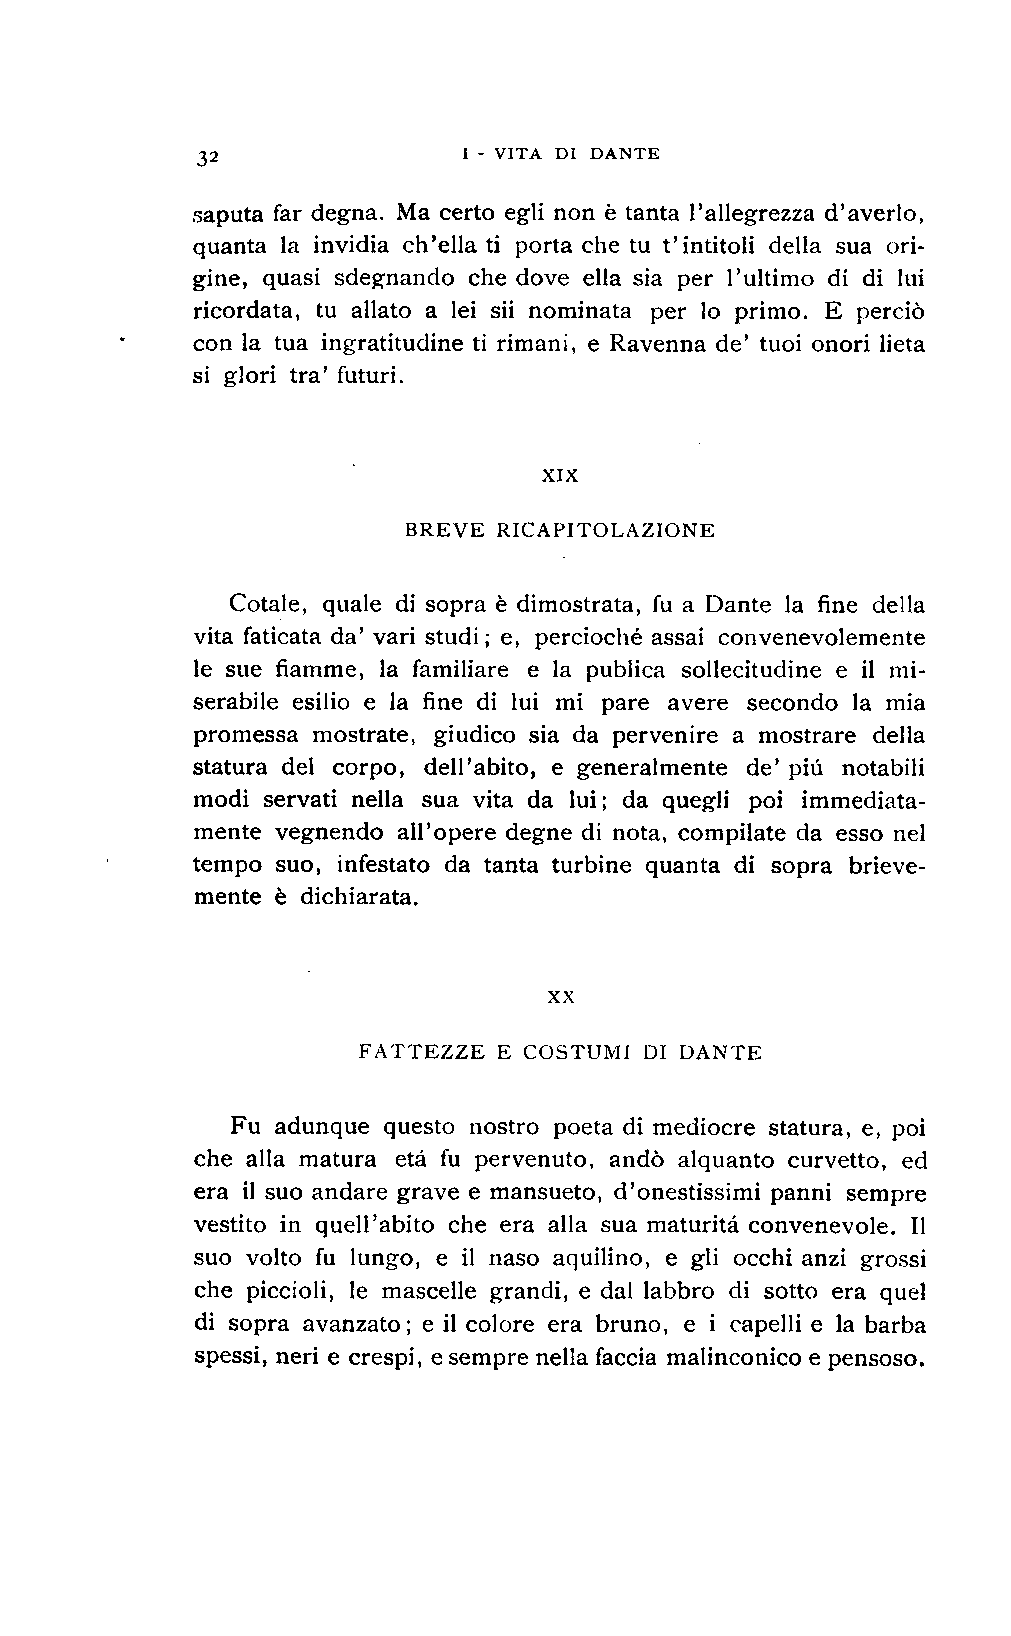 32
I - VITA DI DANTE
saputa far degna. Ma certo egli non è tanta l'allegrezza d'averlo,
quanta la invidia ch'ella ti porta che tu t'intitoli della sua ori-
gine, quasi sdegnando che dove ella sia per l'ultimo dí di lui
ricordata, tu allato a lei sii nominata per lo primo. E perciò
con la tua ingratitudine ti rimani, e Ravenna de' tuoi onori lieta
si glori tra' futuri.
XIX
BREVE RICAPITOLAZIONE
Cotale, quale di sopra è dimostrata, fu a Dante la fine della
vita faticata da' vari studi; e, percioché assai convenevolemente
le sue fiamme, la familiare e la publica sollecitudine e il mi-
serabile esilio e la fine di lui mi pare avere secondo la mia
promessa mostrate, giudico sia da pervenire a mostrare della
statura del corpo, dell'abito, e generalmente de' piú notabili
modi servati nella sua vita da lui; da quegli poi immediata-
mente vegnendo all'opere degne di nota, compilate da esso nel
tempo suo, infestato da tanta turbine quanta di sopra brieve-
mente è dichiarata.
XX
FATTEZZE E COSTUMI DI DANTE
Fu adunque questo nostro poeta di mediocre statura, e, poi
che alla matura etá fu pervenuto, andò alquanto curvetto, ed
era il suo andare grave e mansueto, d'onestissimi panni sempre
vestito in quell'abito che era alla sua maturitá convenevole. Il
suo volto fu lungo, e il naso aquilino, e gli occhi anzi grossi
che piccioli, le mascelle grandi, e dal labbro di sotto era quel
di sopra avanzato; e il colore era bruno, e i capelli e la barba
spessi, neri e crespi, e sempre nella faccia malinconico e pensoso.